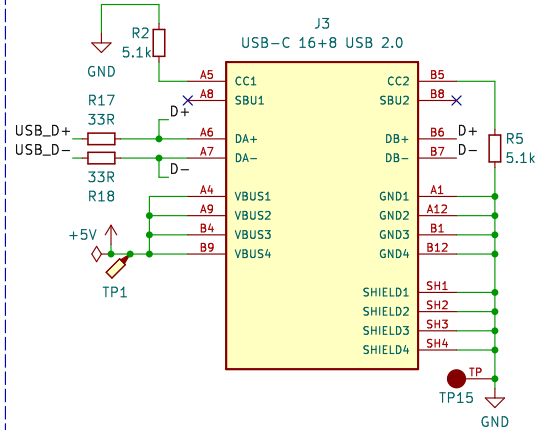 J3
USB-C 16+8 USB 2.0
R2
5.1k
GND
A5 CC1 CC2 B5
A8 SBU1 SBU2 B8
R17
33R
D+
USB_D+ A6 DA+ DB+ B6 D+
USB_D- A7 DA- DB- B7 D-
R5
5.1k
33R
R18
D-
A4 VBUS1 GND1 A1
A9 VBUS2 GND2 A12
B4 VBUS3 GND3 B1
B9 VBUS4 GND4 B12
+5V
TP1
SHIELD1 SH1
SHIELD2 SH2
SHIELD3 SH3
SHIELD4 SH4
TP
TP15
GND